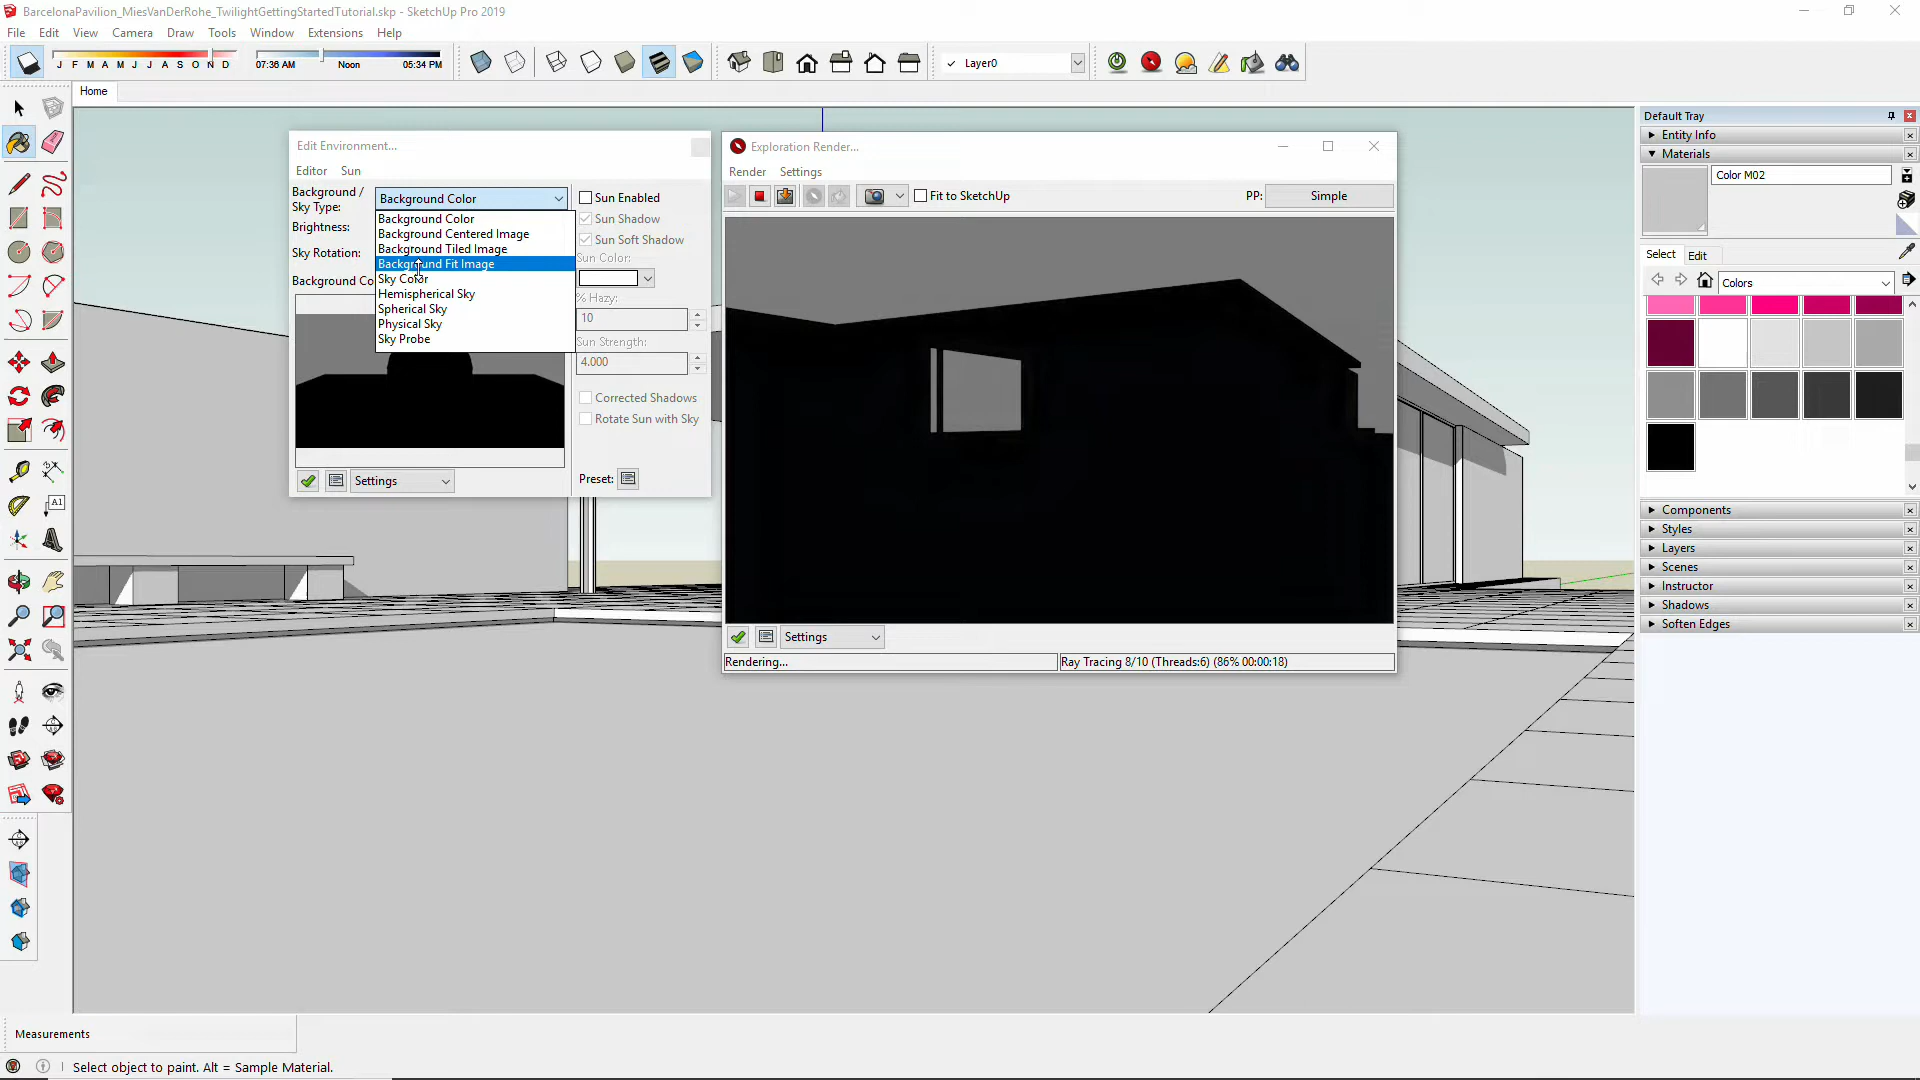 BarcelonaPavilion_MiesVanDerRohe_TwilightGettingStartedTutorial.skp - SketchUp Pro 2019
File Edit View Camera Draw Tools Window Extensions Help
J F M A M J J A S O N D
07:36 AM Noon 05:34 PM
Layer0
Home
Default Tray
Entity Info
Materials
Color M02
Select Edit
Colors
Components
Styles
Layers
Scenes
Instructor
Shadows
Soften Edges
Edit Environment...
Editor Sun
Background /
Sky Type:
Background Color
Background Color
Background Centered Image
Background Tiled Image
Background Fit Image
Sky Color
Hemispherical Sky
Spherical Sky
Physical Sky
Sky Probe
Brightness:
Sky Rotation:
Background Co
Sun Enabled
Sun Shadow
Sun Soft Shadow
Sun Color:
% Hazy:
10
Sun Strength:
4.000
Corrected Shadows
Rotate Sun with Sky
Preset:
Settings
Exploration Render...
Render Settings
Fit to SketchUp
PP: Simple
Settings
Rendering...
Ray Tracing 8/10 (Threads:6) (86% 00:00:18)
A1
Measurements
Select object to paint. Alt = Sample Material.